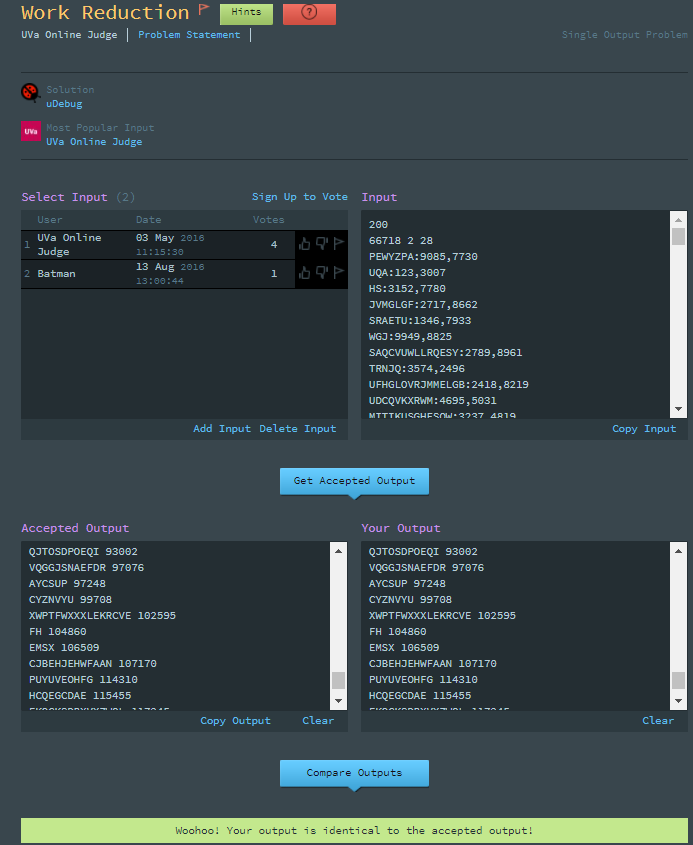 Work Reduction Hints ?
UVa Online Judge | Problem Statement | Single Output Problem
Solution
uDebug
UVa
Most Popular Input
UVa Online Judge
Select Input (2) Sign Up to Vote
User Date Votes
1 UVa Online Judge 03 May 2016 11:15:30 4
2 Batman 13 Aug 2016 13:00:44 1
Add Input Delete Input
Input
200
66718 2 28
PEWYZPA:9085,7730
UQA:123,3007
HS:3152,7780
JVMGLGF:2717,8662
SRAETU:1346,7933
WGJ:9949,8825
SAQCVUWLLRQESY:2789,8961
TRNJQ:3574,2496
UFHGLOVRJMMELGB:2418,8219
UDCQVKXRWM:4695,5031
Copy Input
Get Accepted Output
Accepted Output
QJTOSDPOEQI 93002
VQGGJSNAEFDR 97076
AYCSUP 97248
CYZNVYU 99708
XWPTFWXXXLEKRCVE 102595
FH 104860
EMSX 106509
CJBEHJEHWFAAN 107170
PUYUVEOHFG 114310
HCQEGCDAE 115455
Copy Output Clear
Your Output
QJTOSDPOEQI 93002
VQGGJSNAEFDR 97076
AYCSUP 97248
CYZNVYU 99708
XWPTFWXXXLEKRCVE 102595
FH 104860
EMSX 106509
CJBEHJEHWFAAN 107170
PUYUVEOHFG 114310
HCQEGCDAE 115455
Clear
Compare Outputs
Woohoo! Your output is identical to the accepted output!